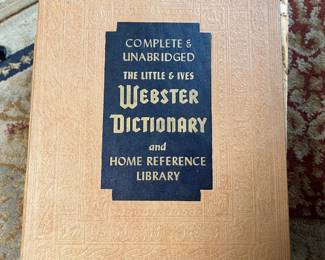 COMPLETE &
UNABRIDGED
THE LITTLE & IVES
WEBSTER
DICTIONARY
and
HOME REFERENCE
LIBRARY